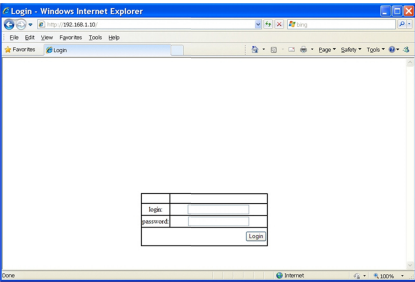 Login - Windows Internet Explorer
http://192.168.1.10/
bing
File Edit View Favorites Tools Help
Favorites Login
Page Safety Tools
login:
password:
Login
Done Internet 100%